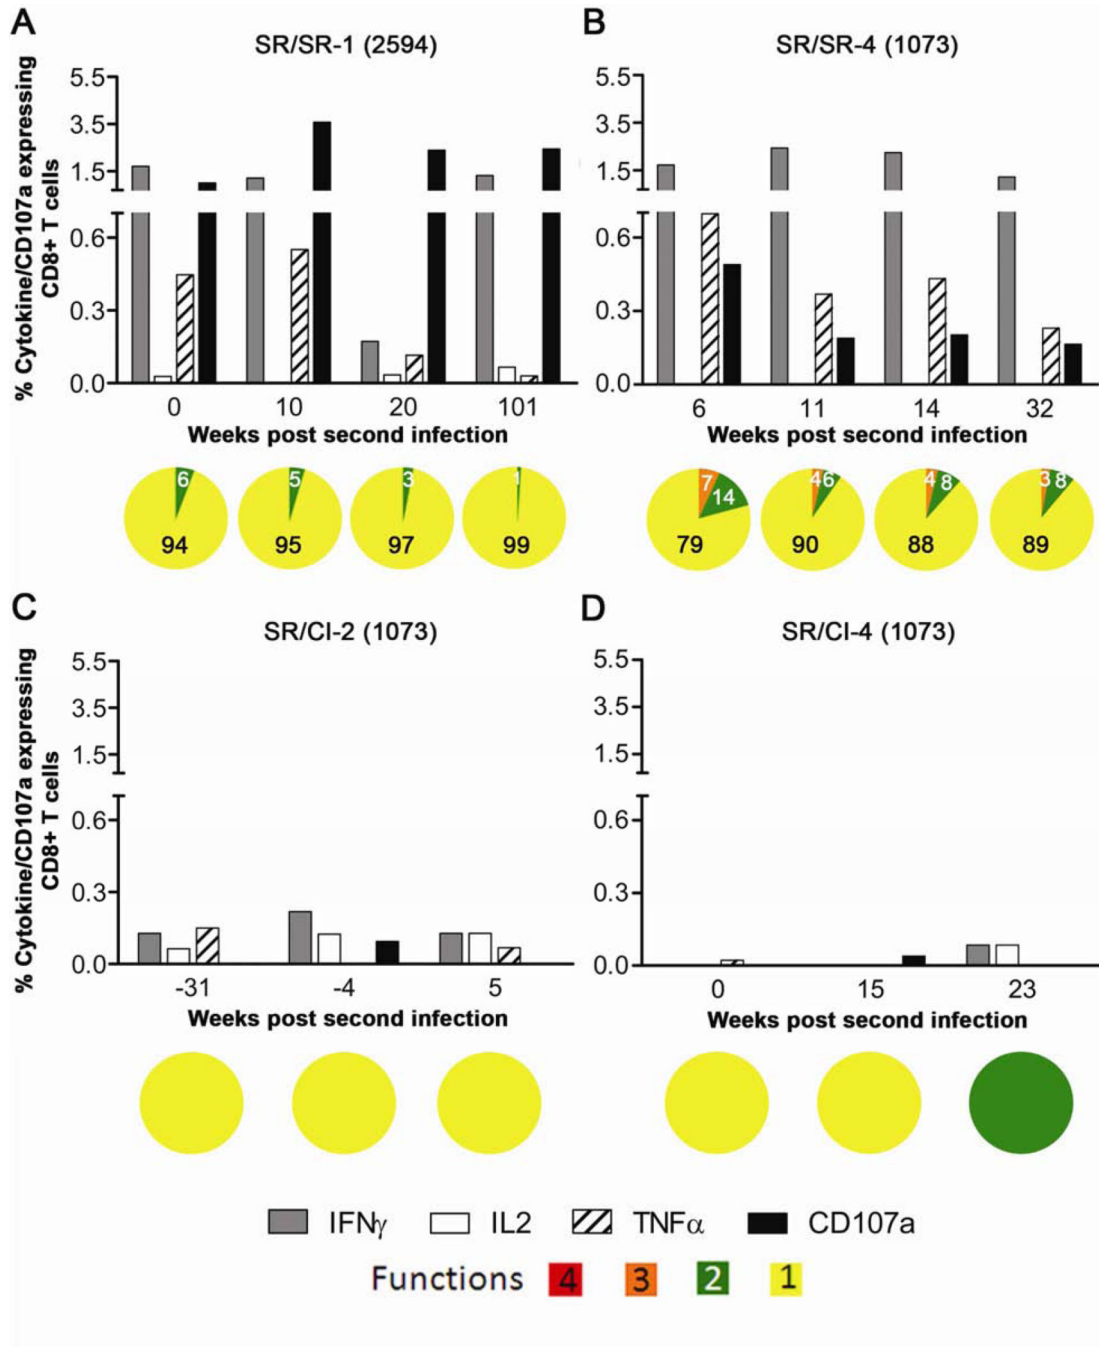 A
SR/SR-1 (2594)
% Cytokine/CD107a expressing
CD8+ T cells
5.5
3.5
1.5
0.6
0.3
0.0
0 10 20 101
Weeks post second infection
6 5 3 1
94 95 97 99
B
SR/SR-4 (1073)
5.5
3.5
1.5
0.6
0.3
0.0
6 11 14 32
Weeks post second infection
7 14 4 6 4 8 3 8
79 90 88 89
C
SR/CI-2 (1073)
% Cytokine/CD107a expressing
CD8+ T cells
5.5
3.5
1.5
0.6
0.3
0.0
-31 -4 5
Weeks post second infection
D
SR/CI-4 (1073)
5.5
3.5
1.5
0.6
0.3
0.0
0 15 23
Weeks post second infection
IFNγ IL2 TNFα CD107a
Functions 4 3 2 1